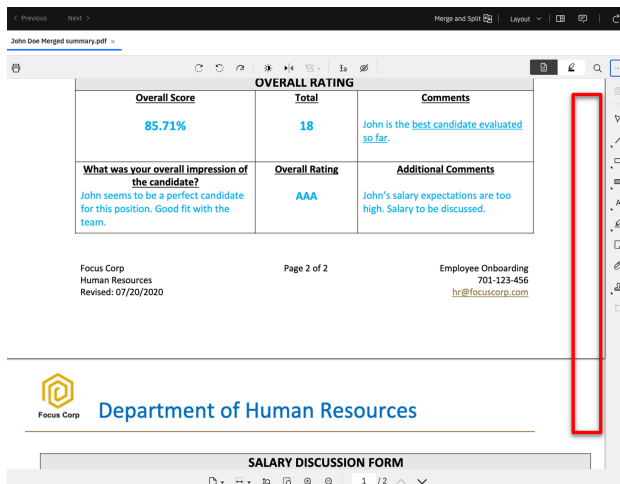 < Previous Next > Merge and Split Layout
John Doe Merged summary.pdf ×
OVERALL RATING
Overall Score Total Comments
85.71% 18 John is the best candidate evaluated
so far.
What was your overall impression of Overall Rating Additional Comments
the candidate?
John seems to be a perfect candidate AAA John's salary expectations are too
for this position. Good fit with the high. Salary to be discussed.
team.
Focus Corp Page 2 of 2 Employee Onboarding
Human Resources 701-123-456
Revised: 07/20/2020 hr@focuscorp.com
Focus Corp Department of Human Resources
SALARY DISCUSSION FORM
1 / 2